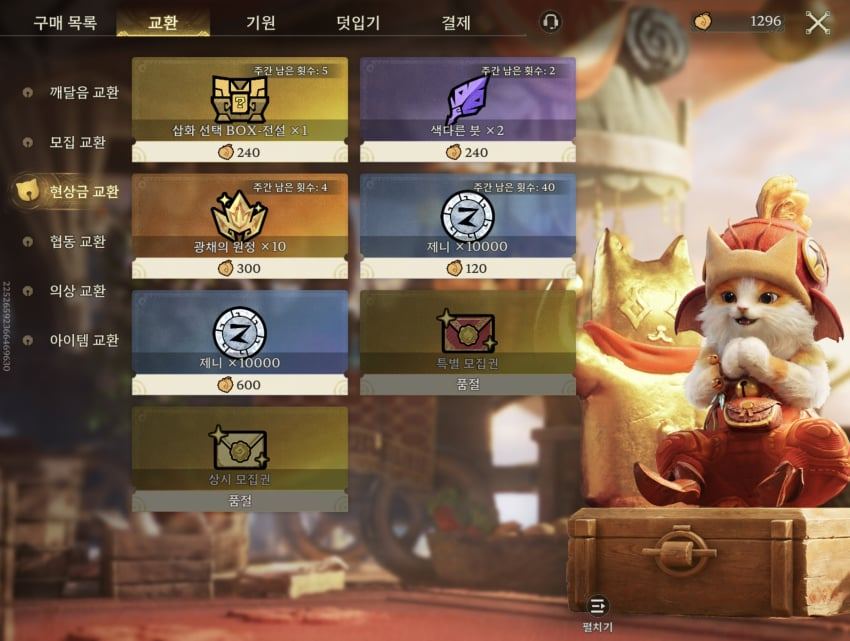 구매 목록
교환
기원
덧입기
결제
1296
깨달음 교환
모집 교환
현상금 교환
협동 교환
의상 교환
아이템 교환
주간 남은 횟수: 5
삽화 선택 BOX-전설 ×1
240
주간 남은 횟수: 2
색다른 붓 ×2
240
주간 남은 횟수: 4
광채의 원정 ×10
300
주간 남은 횟수: 40
제니 ×10000
120
제니 ×10000
600
특별 모집권
품절
상시 모집권
품절
펼치기
22526592366469630